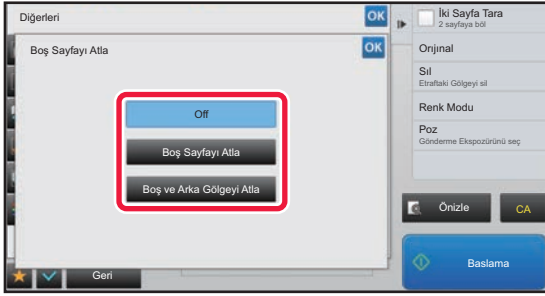 Diğerleri
OK
Boş Sayfayı Atla
OK
Off
Boş Sayfayı Atla
Boş ve Arka Gölgeyi Atla
Geri
İki Sayfa Tara
2 sayfaya böl
Orijinal
Sıl
Etraftaki Gölgeyi sil
Renk Modu
Poz
Gönderme Ekspozürünü seç
Önizle
CA
Baslama